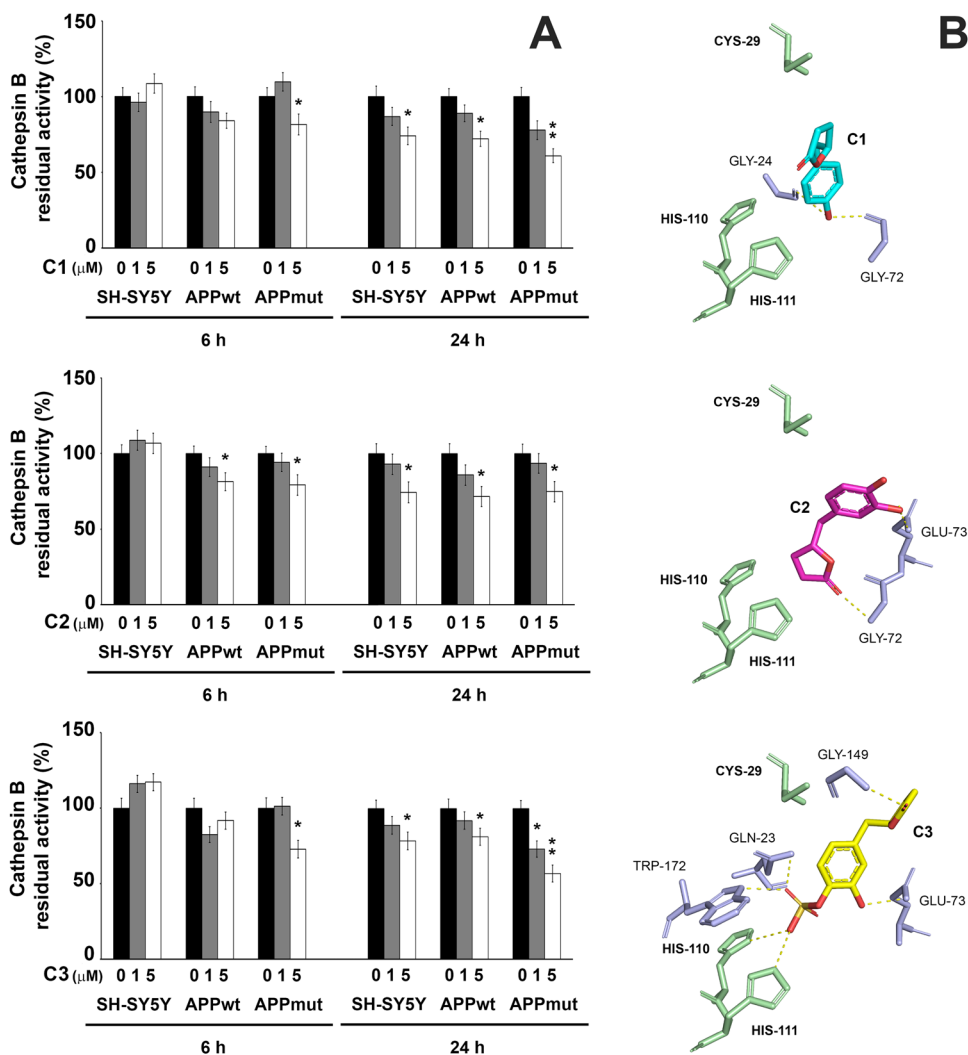 A
B
Cathepsin B
residual activity (%)
150
100
50
0
*
*
*
*
*
C1 (μM) 0 1 5 0 1 5 0 1 5 0 1 5 0 1 5 0 1 5
SH-SY5Y APPwt APPmut SH-SY5Y APPwt APPmut
6 h 24 h
CYS-29
C1
GLY-24
HIS-110
GLY-72
HIS-111
Cathepsin B
residual activity (%)
150
100
50
0
* * * * *
C2 (μM) 0 1 5 0 1 5 0 1 5 0 1 5 0 1 5 0 1 5
SH-SY5Y APPwt APPmut SH-SY5Y APPwt APPmut
6 h 24 h
CYS-29
C2
GLU-73
HIS-110
GLY-72
HIS-111
Cathepsin B
residual activity (%)
150
100
50
0
* * * * *
*
C3 (μM) 0 1 5 0 1 5 0 1 5 0 1 5 0 1 5 0 1 5
SH-SY5Y APPwt APPmut SH-SY5Y APPwt APPmut
6 h 24 h
GLY-149
CYS-29
C3
GLN-23
TRP-172
GLU-73
HIS-110
HIS-111